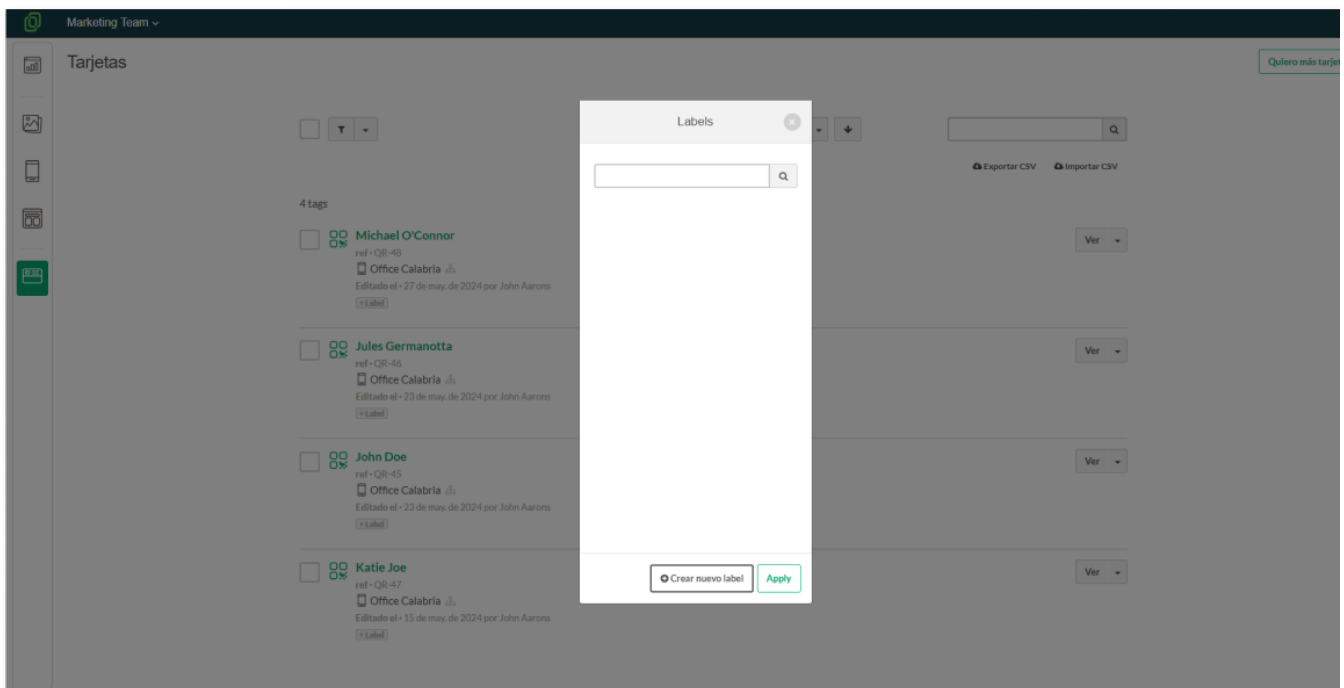 Marketing Team
Tarjetas
Quiero más tarjet
Labels
Exportar CSV Importar CSV
4 tags
Michael O'Connor
Ver
ref • QR-48
Office Calabria
Editado el • 27 de may. de 2024 por John Aarons
+ Label
Jules Germanotta
Ver
ref • QR-46
Office Calabria
Editado el • 23 de may. de 2024 por John Aarons
+ Label
John Doe
Ver
ref • QR-45
Office Calabria
Editado el • 23 de may. de 2024 por John Aarons
+ Label
Katie Joe
Ver
ref • QR-47
Office Calabria
Editado el • 15 de may. de 2024 por John Aarons
+ Label
Crear nuevo label Apply